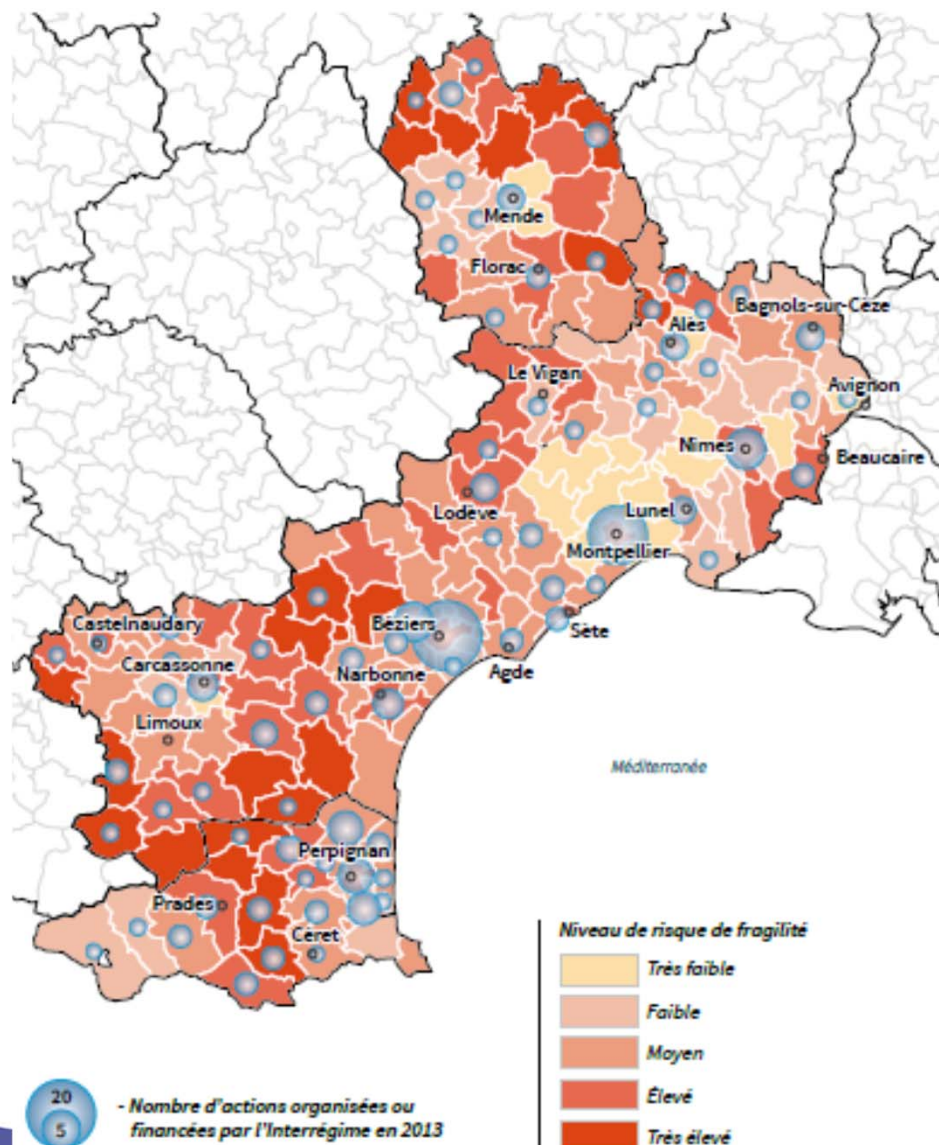 Mende
Florac
Alès
Bagnols-sur-Cèze
Le Vigan
Avignon
Nîmes
Beaucaire
Lodève
Lunel
Montpellier
Castelnaudary
Béziers
Sète
Carcassonne
Narbonne
Agde
Limoux
Méditerranée
Perpignan
Prades
Céret
Niveau de risque de fragilité
Très faible
Faible
Moyen
Élevé
Très élevé
20
5
- Nombre d'actions organisées ou
financées par l'Interrégime en 2013